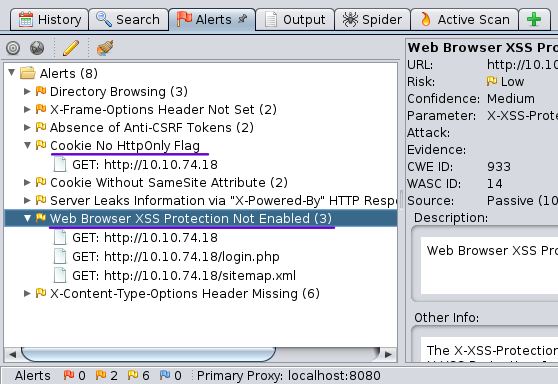 History Search Alerts Output Spider Active Scan
Alerts (8)
Directory Browsing (3)
X-Frame-Options Header Not Set (2)
Absence of Anti-CSRF Tokens (2)
Cookie No HttpOnly Flag
GET: http://10.10.74.18
Cookie Without SameSite Attribute (2)
Server Leaks Information via "X-Powered-By" HTTP Respo
Web Browser XSS Protection Not Enabled (3)
GET: http://10.10.74.18
GET: http://10.10.74.18/login.php
GET: http://10.10.74.18/sitemap.xml
X-Content-Type-Options Header Missing (6)
Web Browser XSS Pro
URL: http://10.10
Risk: Low
Confidence: Medium
Parameter: X-XSS-Prote
Attack:
Evidence:
CWE ID: 933
WASC ID: 14
Source: Passive (10
Description:
Web Browser XSS Pro
Other Info:
The X-XSS-Protection
Alerts 0 2 6 0 Primary Proxy: localhost:8080